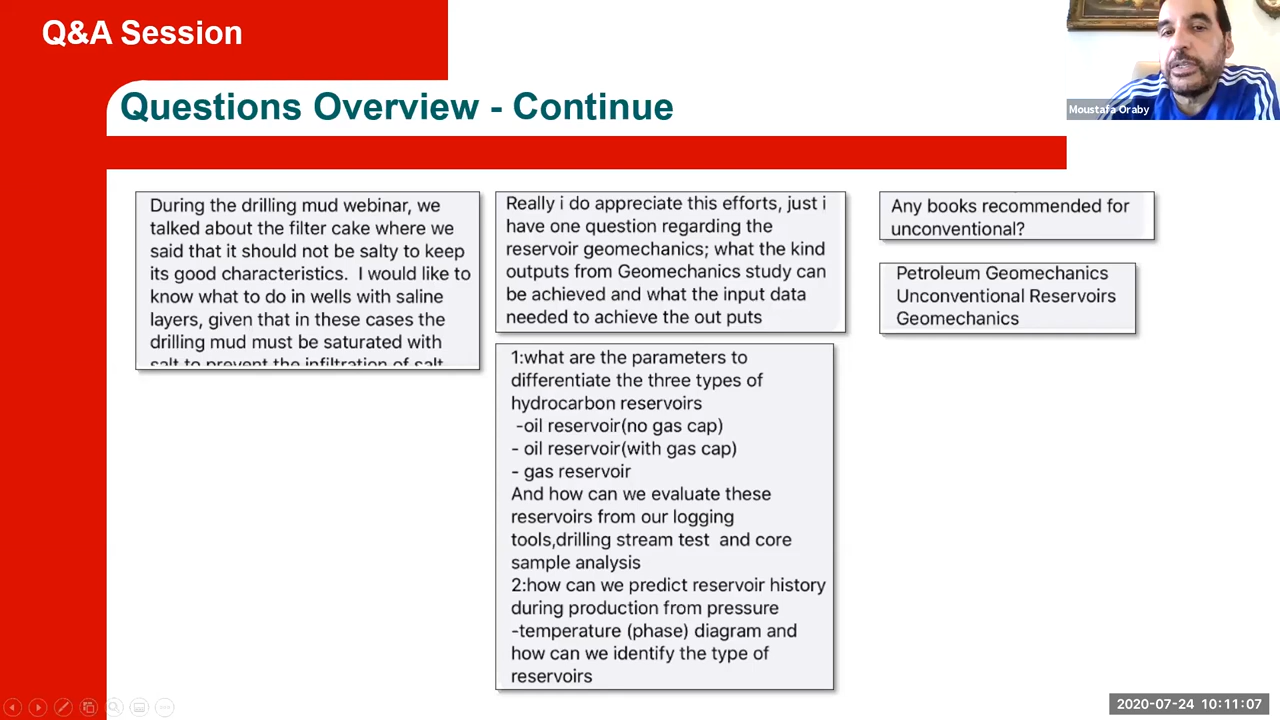 Q&A Session
Questions Overview - Continue
Moustafa Oraby
During the drilling mud webinar, we
talked about the filter cake where we
said that it should not be salty to keep
its good characteristics.  I would like to
know what to do in wells with saline
layers, given that in these cases the
drilling mud must be saturated with
salt to prevent the infiltration of salt
Really i do appreciate this efforts, just i
have one question regarding the
reservoir geomechanics; what the kind
outputs from Geomechanics study can
be achieved and what the input data
needed to achieve the out puts
1:what are the parameters to
differentiate the three types of
hydrocarbon reservoirs
-oil reservoir(no gas cap)
- oil reservoir(with gas cap)
- gas reservoir
And how can we evaluate these
reservoirs from our logging
tools,drilling stream test  and core
sample analysis
2:how can we predict reservoir history
during production from pressure
-temperature (phase) diagram and
how can we identify the type of
reservoirs
Any books recommended for
unconventional?
Petroleum Geomechanics
Unconventional Reservoirs
Geomechanics
2020-07-24  10:11:07